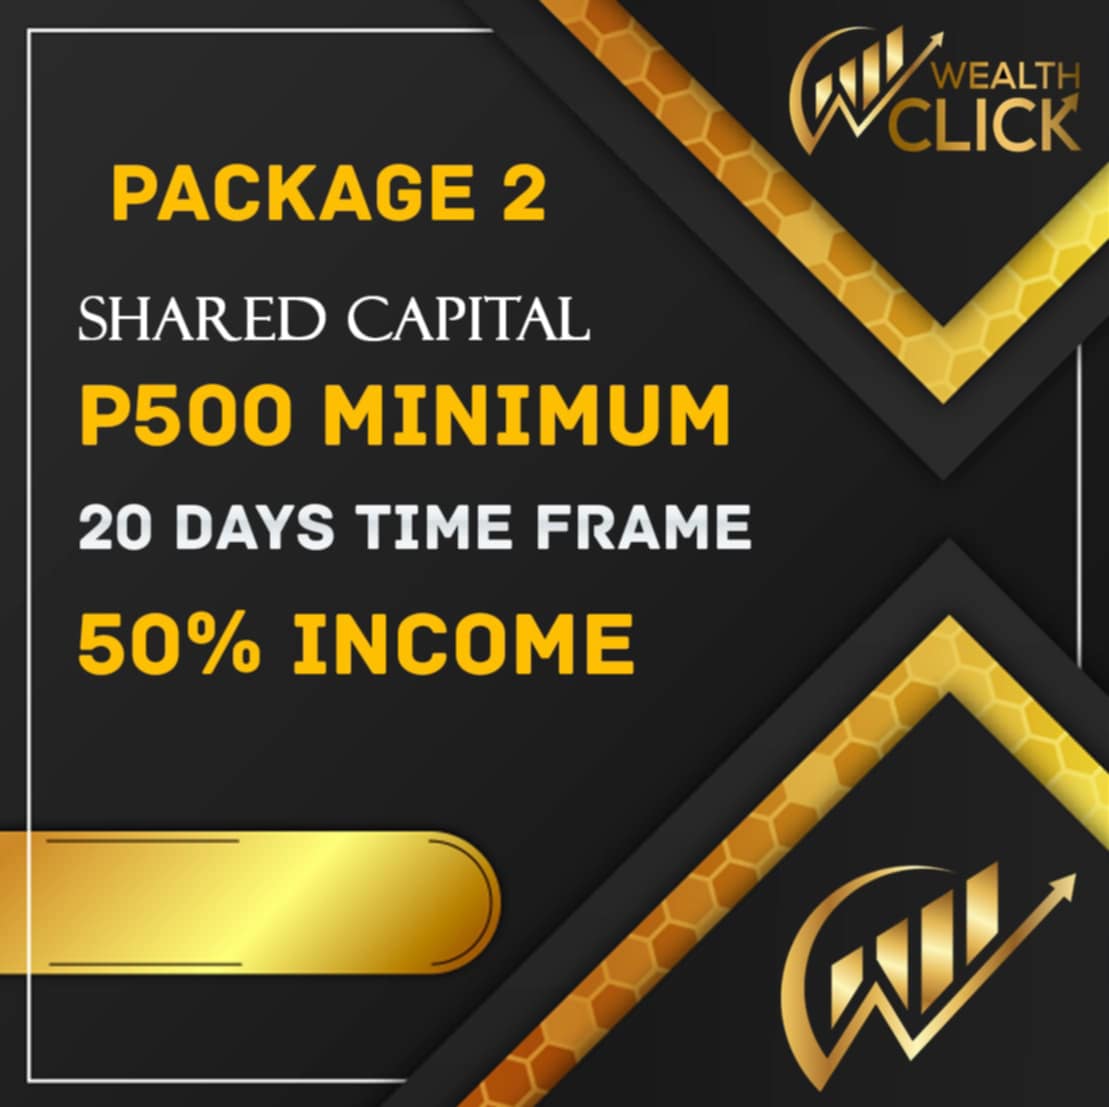 WEALTH
CLICK
PACKAGE 2
SHARED CAPITAL
P500 MINIMUM
20 DAYS TIME FRAME
50% INCOME